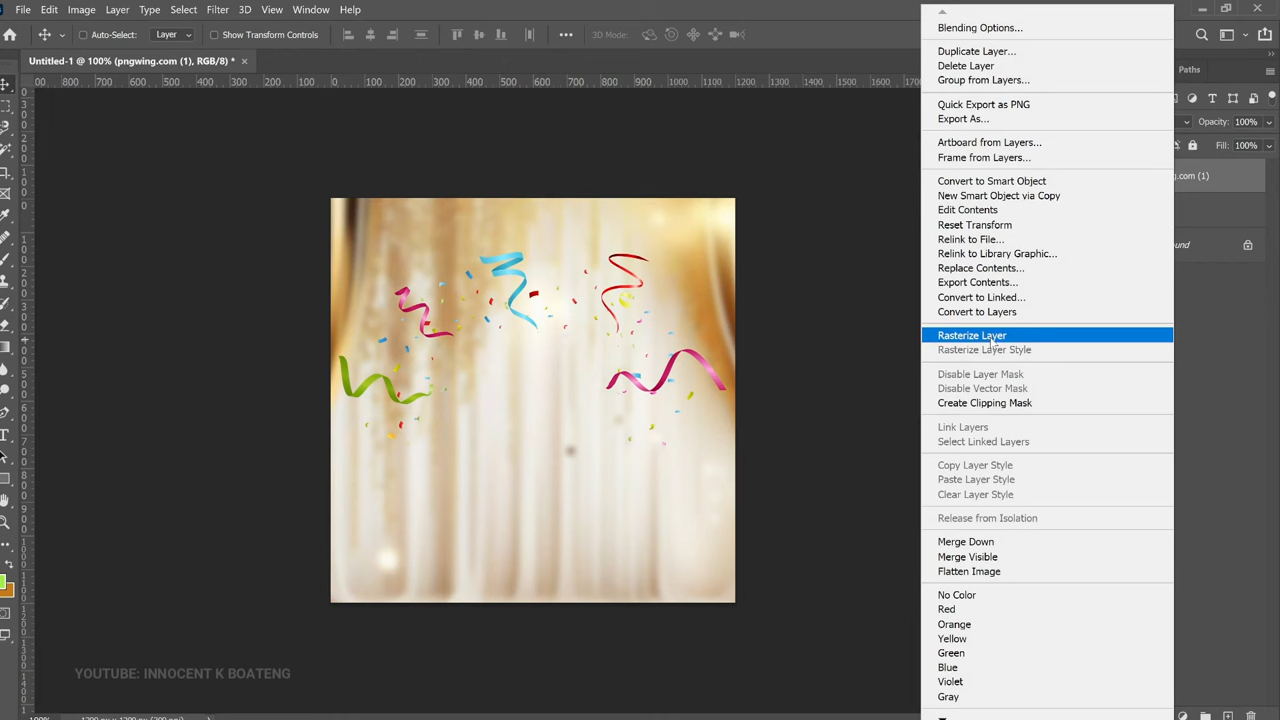 File Edit Image Layer Type Select Filter 3D View Window Help
Auto-Select: Layer Show Transform Controls 3D Mode:
Untitled-1 @ 100% (pngwing.com (1), RGB/8) *
Blending Options...
Duplicate Layer...
Delete Layer
Group from Layers...
Quick Export as PNG
Export As...
Artboard from Layers...
Frame from Layers...
Convert to Smart Object
New Smart Object via Copy
Edit Contents
Reset Transform
Relink to File...
Relink to Library Graphic...
Replace Contents...
Export Contents...
Convert to Linked...
Convert to Layers
Rasterize Layer
Rasterize Layer Style
Disable Layer Mask
Disable Vector Mask
Create Clipping Mask
Link Layers
Select Linked Layers
Copy Layer Style
Paste Layer Style
Clear Layer Style
Release from Isolation
Merge Down
Merge Visible
Flatten Image
No Color
Red
Orange
Yellow
Green
Blue
Violet
Gray
Paths
Opacity: 100%
Fill: 100%
g.com (1)
und
YOUTUBE: INNOCENT K BOATENG